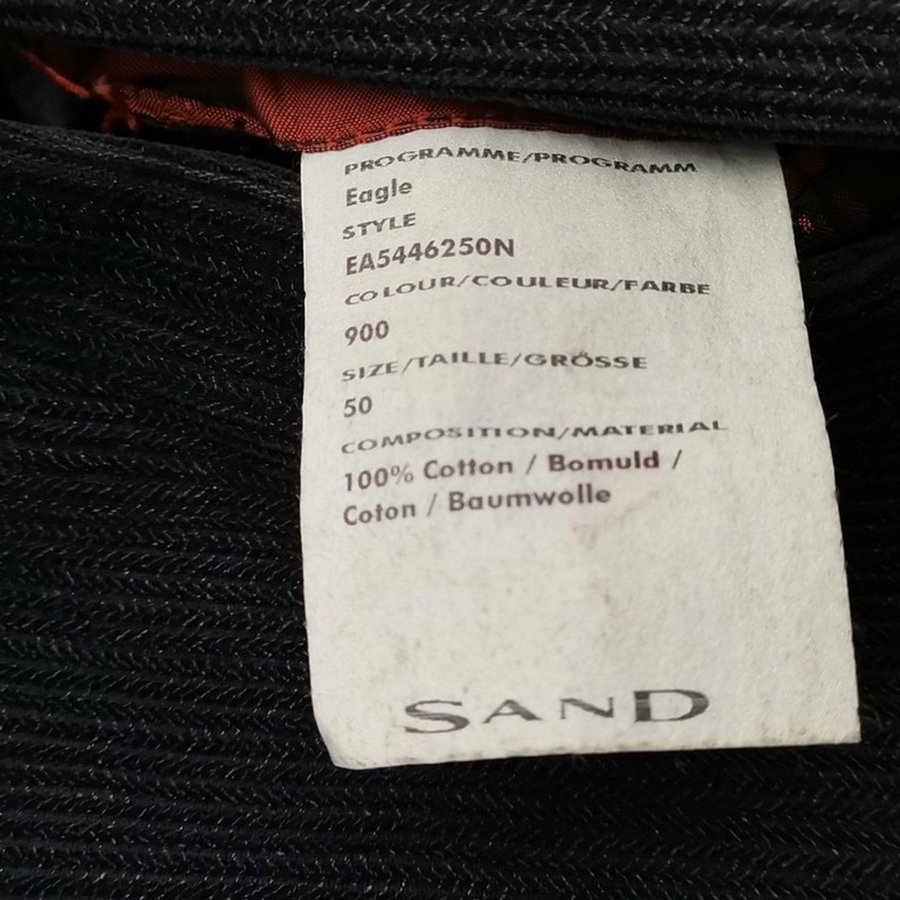 PROGRAMME/PROGRAMM
Eagle
STYLE
EA5446250N
COLOUR/COULEUR/FARBE
900
SIZE/TAILLE/GRÖSSE
50
COMPOSITION/MATERIAL
100% Cotton / Bomuld /
Coton / Baumwolle
SAND